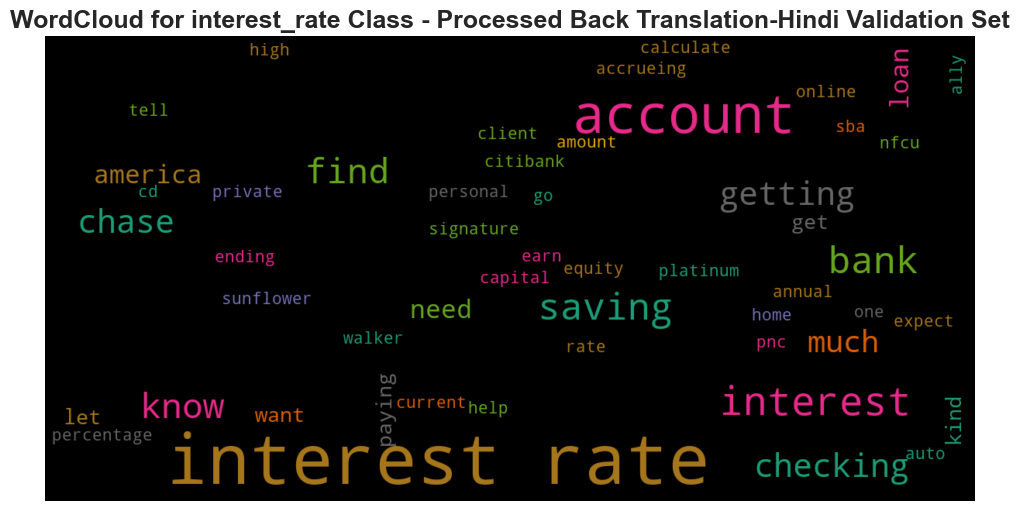 WordCloud for interest_rate Class - Processed Back Translation-Hindi Validation Set
high
calculate
accrueing
loan
ally
online
tell
account
sba
client
amount
nfcu
citibank
find
america
cd
private
personal
go
getting
get
chase
signature
ending
earn
bank
capital
equity
platinum
sunflower
annual
need
saving
home
one
expect
walker
rate
pnc
much
paying
current
help
know
want
let
interest
kind
percentage
interest rate
checking
auto